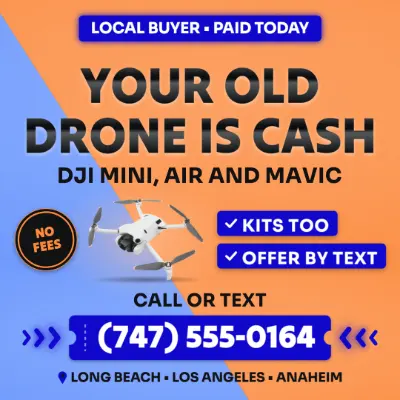 LOCAL BUYER ▪ PAID TODAY
YOUR OLD
DRONE IS CASH
DJI MINI, AIR AND MAVIC
NO
FEES
✓ KITS TOO
✓ OFFER BY TEXT
CALL OR TEXT
(747) 555-0164
LONG BEACH ▪ LOS ANGELES ▪ ANAHEIM